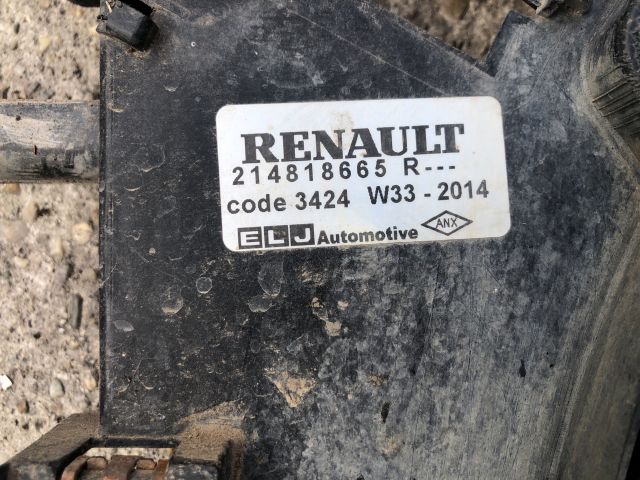 RENAULT
214818665 R---
code 3424 W33 - 2014
ELJ Automotive ANX